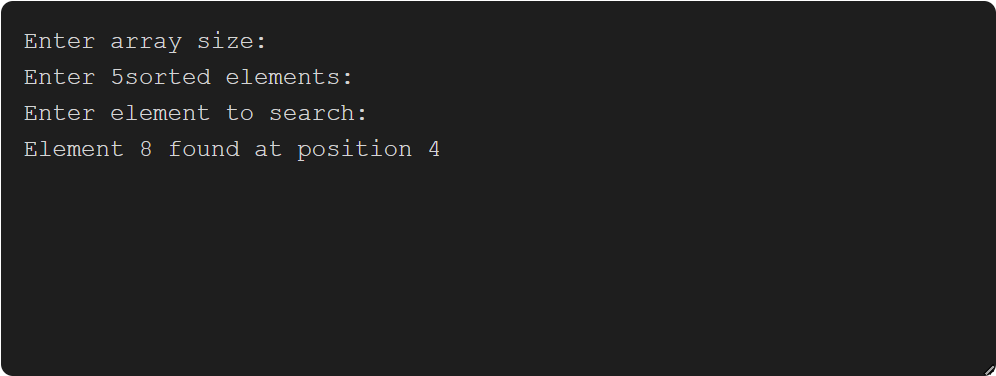 Enter array size:
Enter 5sorted elements:
Enter element to search:
Element 8 found at position 4